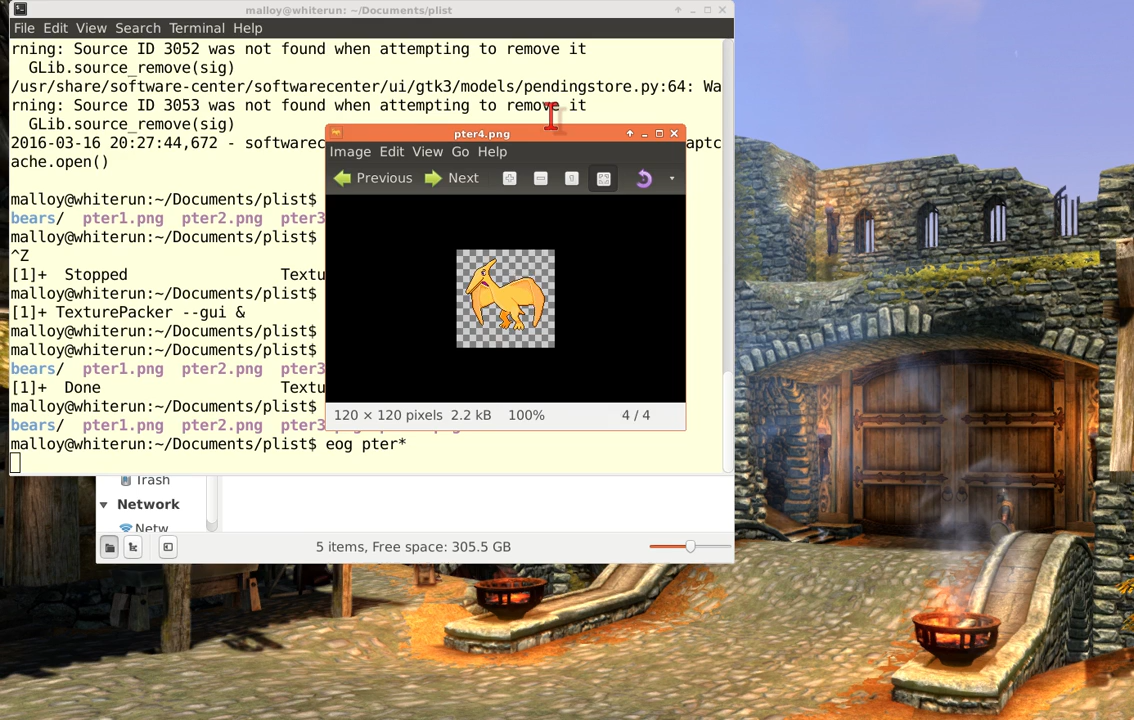 malloy@whiterun: ~/Documents/plist
File Edit View Search Terminal Help
rning: Source ID 3052 was not found when attempting to remove it
  GLib.source_remove(sig)
/usr/share/software-center/softwarecenter/ui/gtk3/models/pendingstore.py:64: Wa
rning: Source ID 3053 was not found when attempting to remove it
  GLib.source_remove(sig)
2016-03-16 20:27:44,672 - softwarec
aptc
ache.open()
malloy@whiterun:~/Documents/plist$
bears/  pter1.png  pter2.png  pter3
malloy@whiterun:~/Documents/plist$
^Z
[1]+  Stopped                 Textu
malloy@whiterun:~/Documents/plist$
[1]+ TexturePacker --gui &
malloy@whiterun:~/Documents/plist$
malloy@whiterun:~/Documents/plist$
bears/  pter1.png  pter2.png  pter3
[1]+  Done                    Textu
malloy@whiterun:~/Documents/plist$
bears/  pter1.png  pter2.png  pter3
malloy@whiterun:~/Documents/plist$ eog pter*
pter4.png
Image Edit View Go Help
Previous Next
120 × 120 pixels 2.2 kB 100% 4 / 4
Trash
Network
Netw
5 items, Free space: 305.5 GB